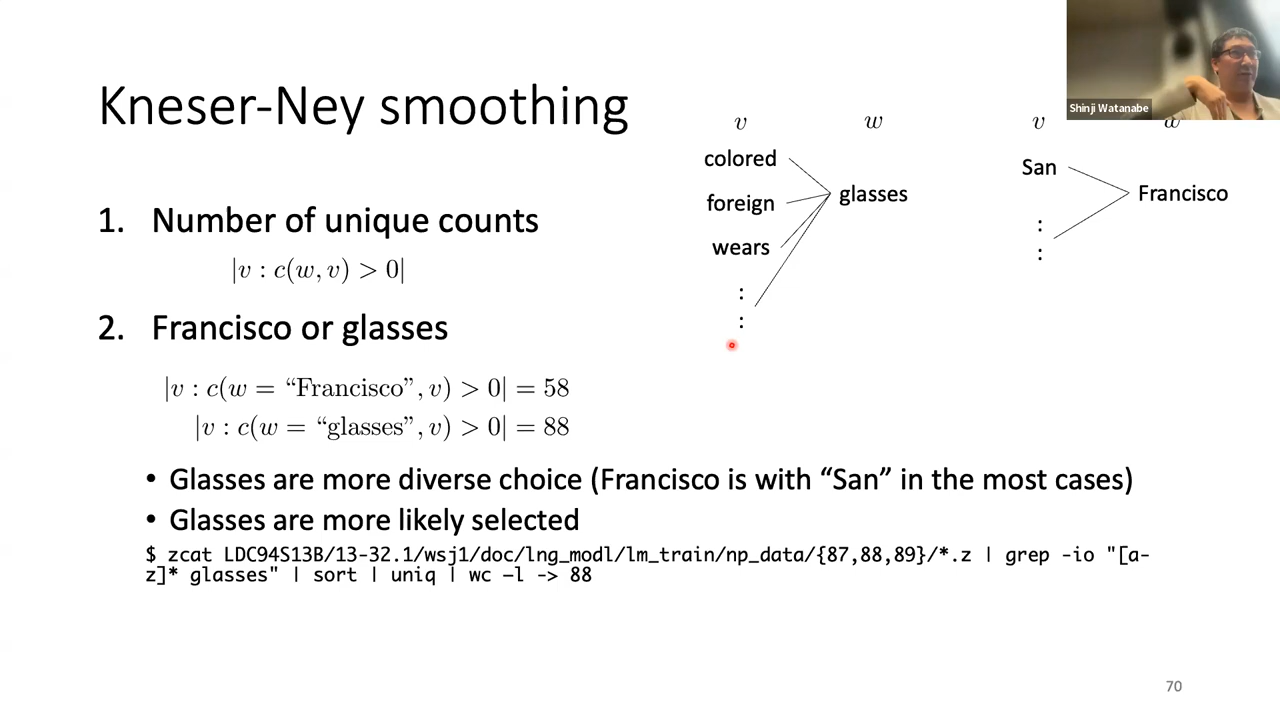 Shinji Watanabe
Kneser-Ney smoothing
v w v w
colored
foreign
wears
:
:
glasses
San
:
:
Francisco
1. Number of unique counts
|v : c(w, v) > 0|
2. Francisco or glasses
|v : c(w = “Francisco”, v) > 0| = 58
|v : c(w = “glasses”, v) > 0| = 88
• Glasses are more diverse choice (Francisco is with “San” in the most cases)
• Glasses are more likely selected
$ zcat LDC94S13B/13-32.1/wsj1/doc/lng_modl/lm_train/np_data/{87,88,89}/*.z | grep -io "[a-
z]* glasses" | sort | uniq | wc –l -> 88
70